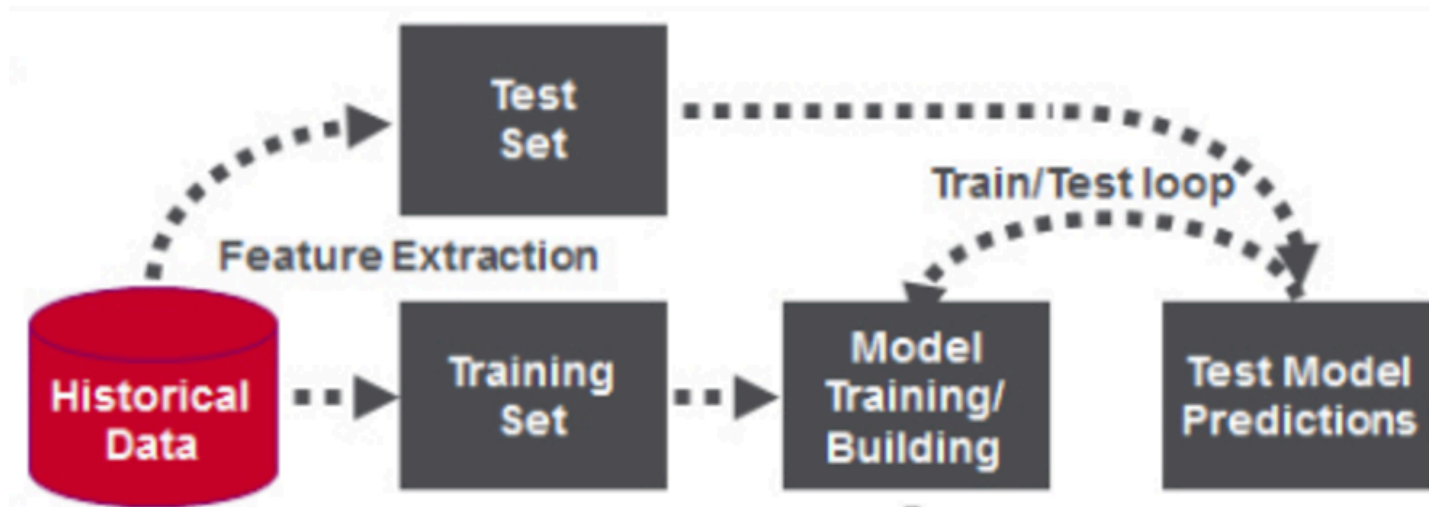 Test
Set
Train/Test loop
Feature Extraction
Historical
Data
Training
Set
Model
Training/
Building
Test Model
Predictions